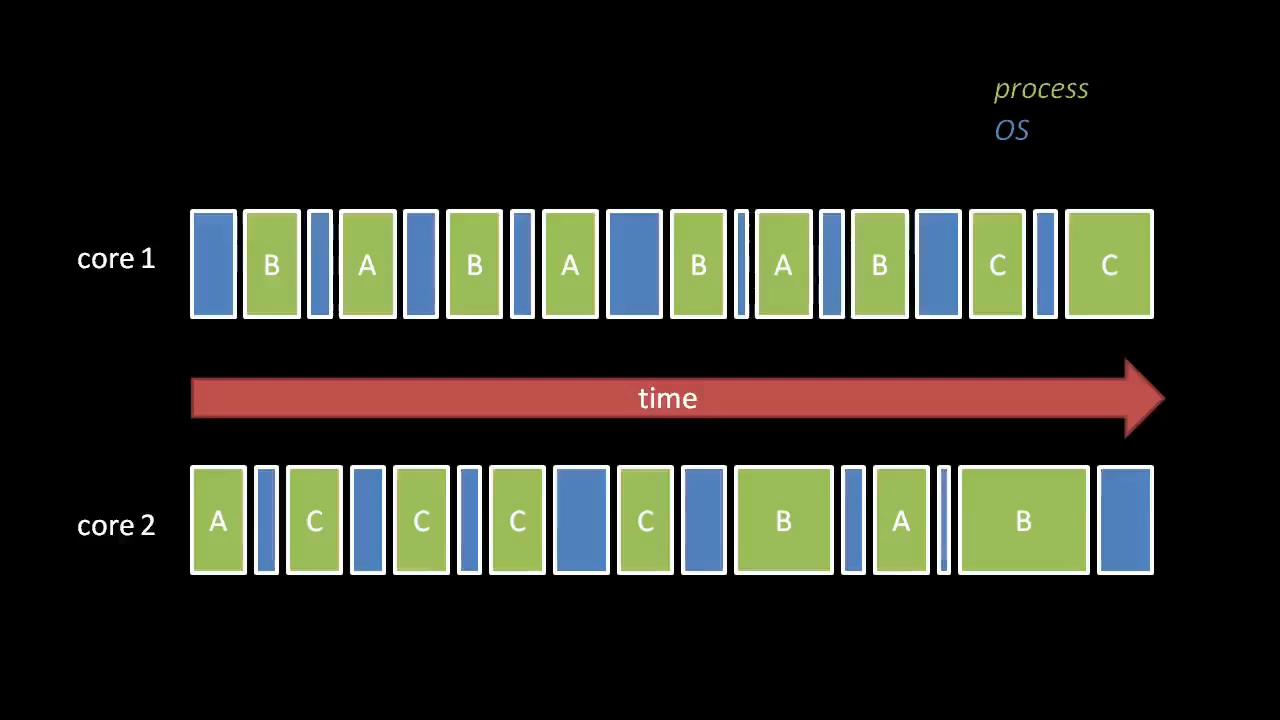 process
OS
core 1
B A B A B A B C C
time
core 2
A C C C C B A B